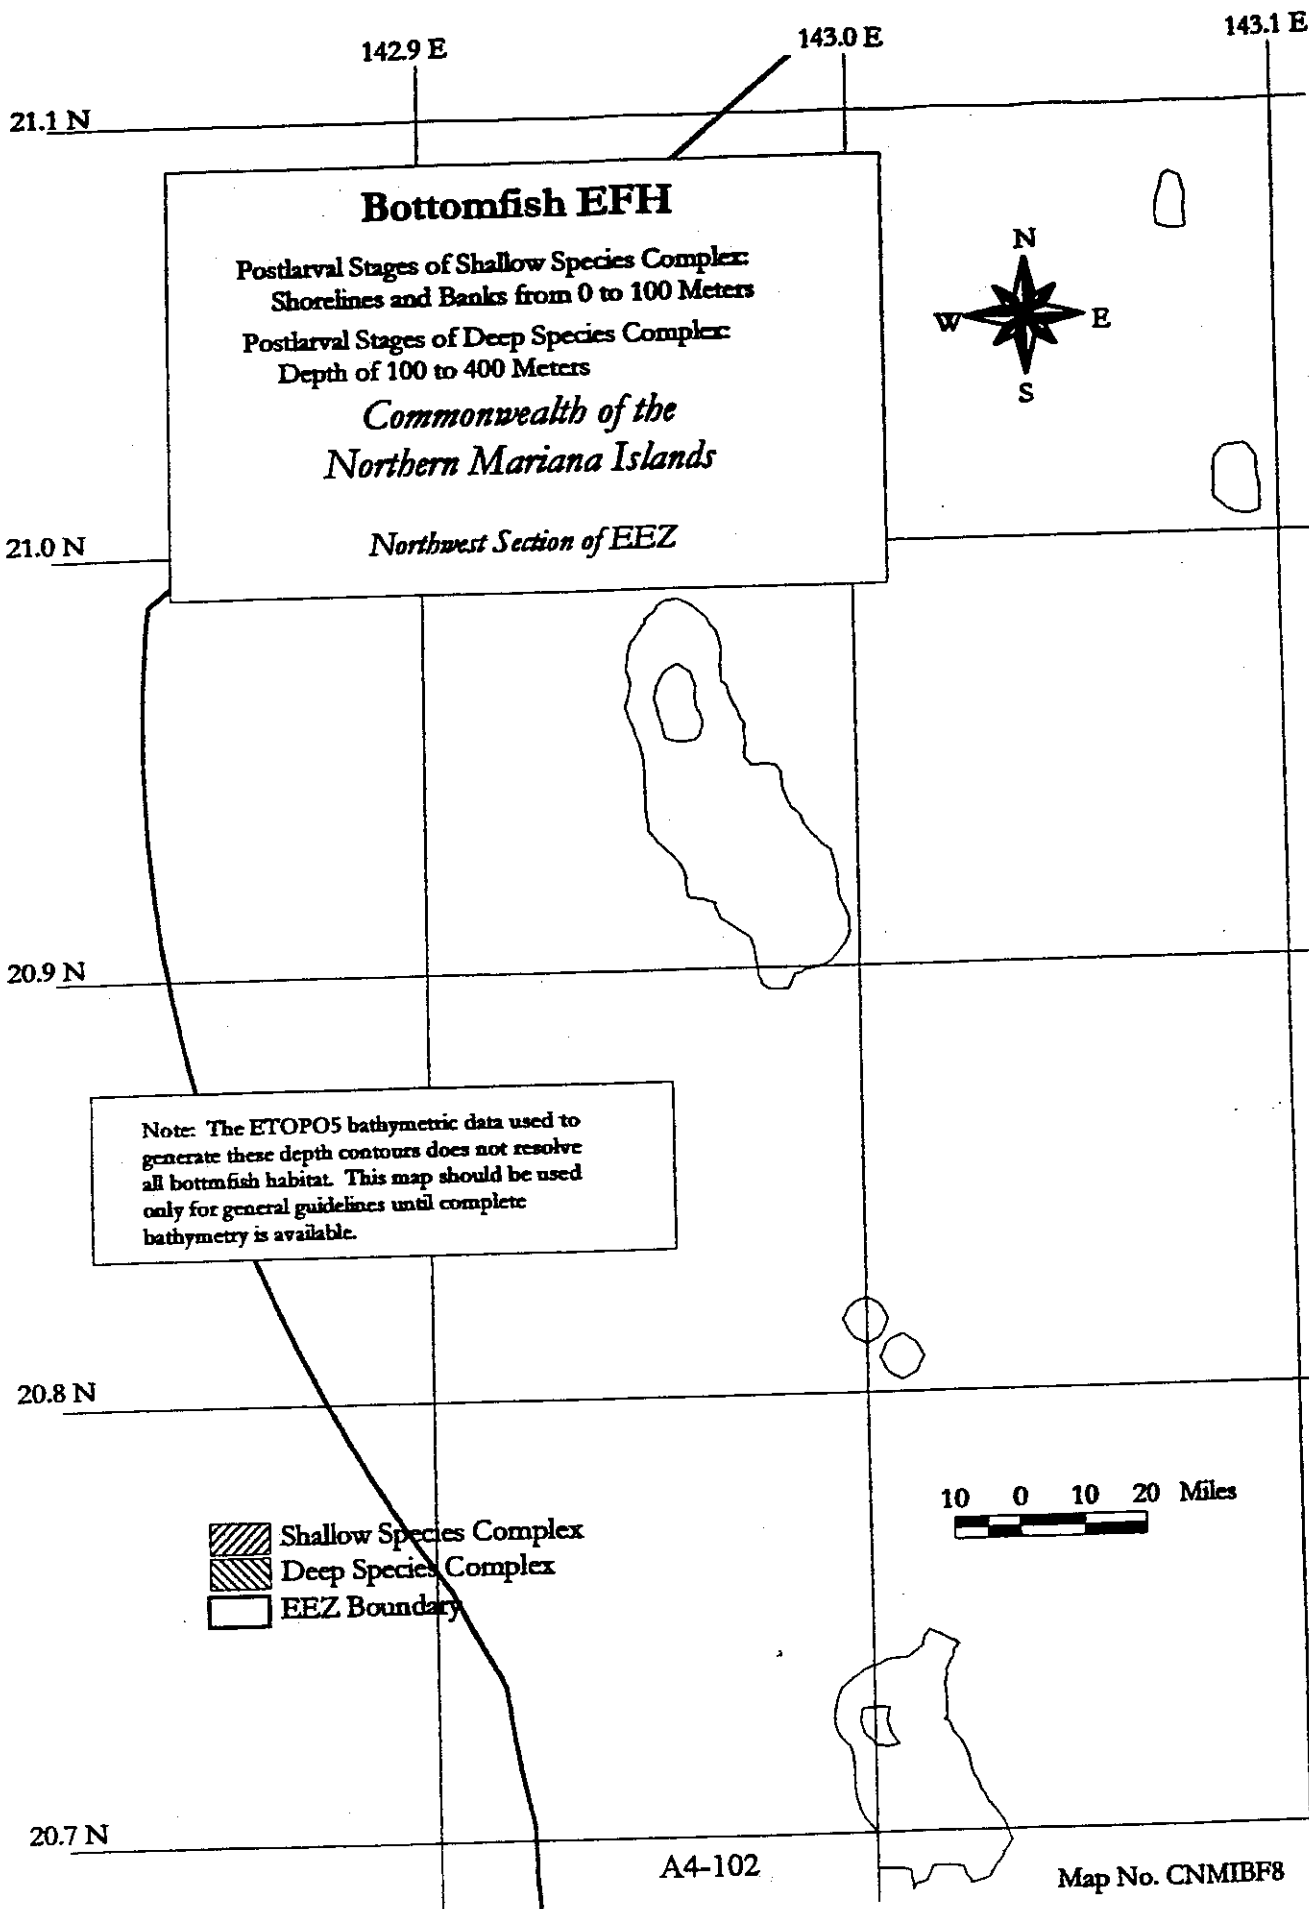 142.9 E
143.0 E
143.1 E
21.1 N
Bottomfish EFH
Postlarval Stages of Shallow Species Complex:
Shorelines and Banks from 0 to 100 Meters
Postlarval Stages of Deep Species Complex:
Depth of 100 to 400 Meters
Commonwealth of the
Northern Mariana Islands
Northwest Section of EEZ
N
W
E
S
21.0 N
20.9 N
Note: The ETOPO5 bathymetric data used to
generate these depth contours does not resolve
all bottmfish habitat. This map should be used
only for general guidelines until complete
bathymetry is available.
20.8 N
10 0 10 20 Miles
Shallow Species Complex
Deep Species Complex
EEZ Boundary
20.7 N
A4-102
Map No. CNMIBF8